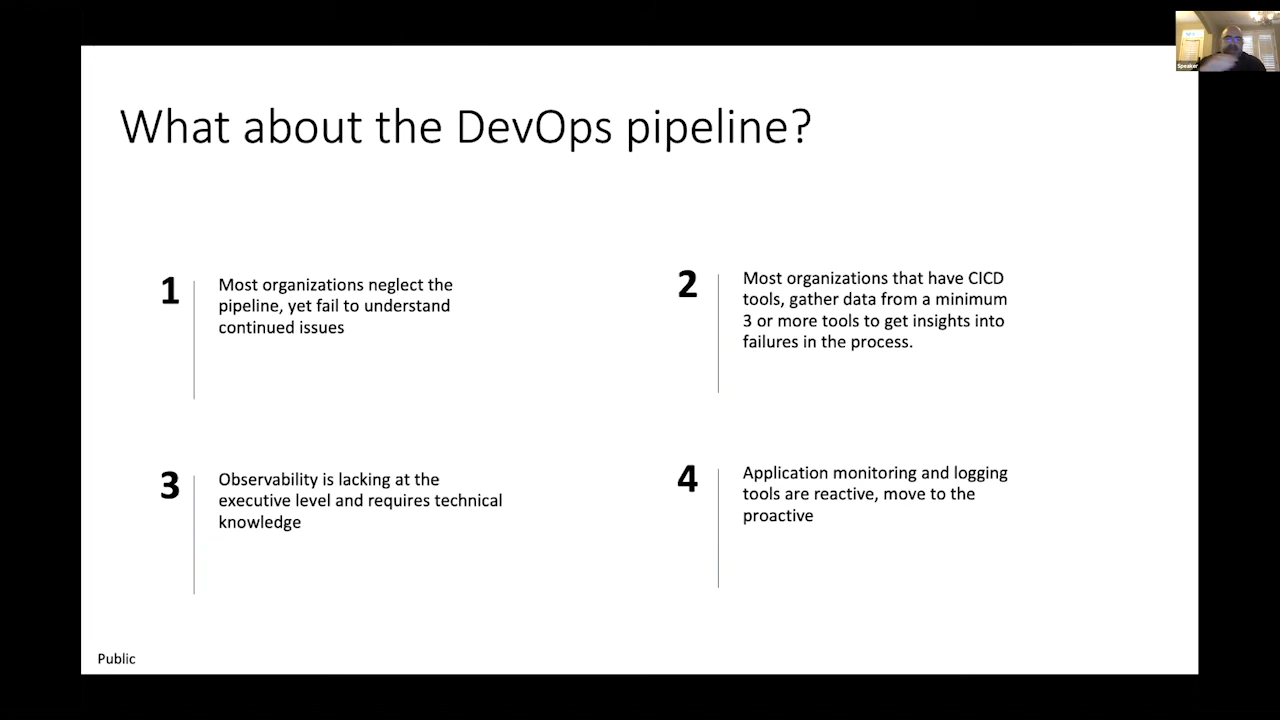 Speaker
What about the DevOps pipeline?
1
Most organizations neglect the
pipeline, yet fail to understand
continued issues
2
Most organizations that have CICD
tools, gather data from a minimum
3 or more tools to get insights into
failures in the process.
3
Observability is lacking at the
executive level and requires technical
knowledge
4
Application monitoring and logging
tools are reactive, move to the
proactive
Public